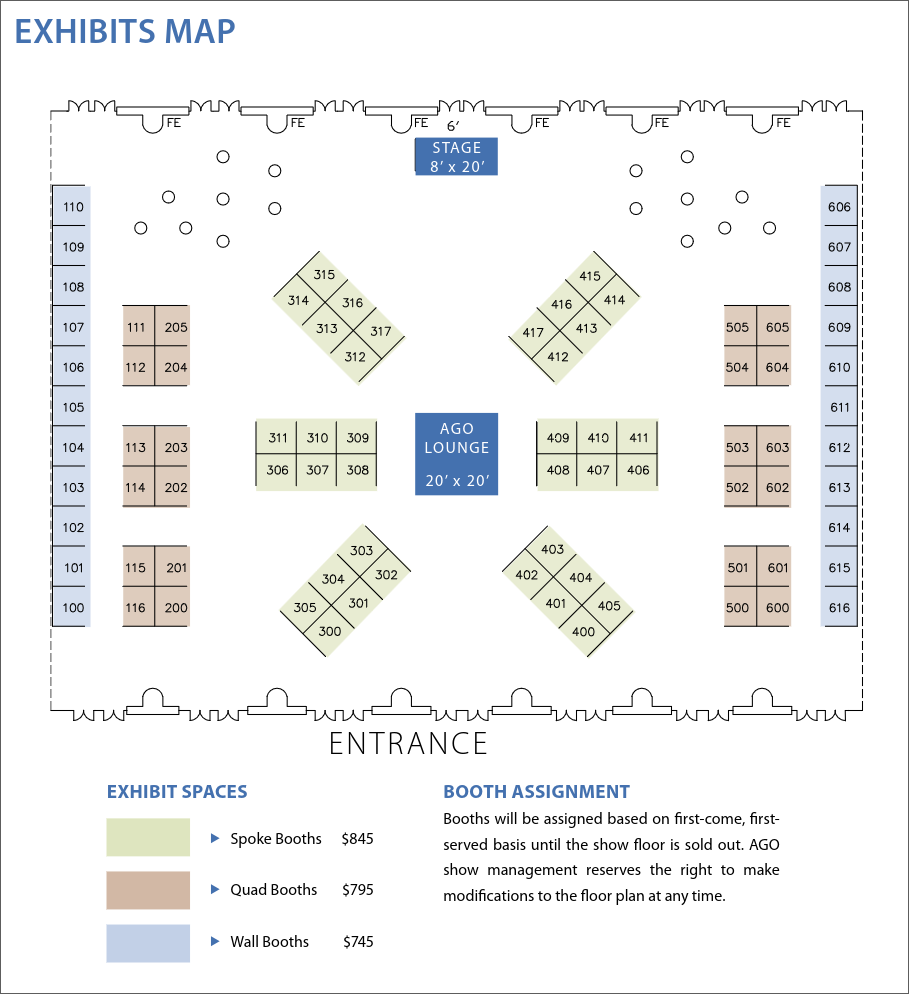 EXHIBITS MAP
FE FE FE 6′ FE FE FE
STAGE
8′ x 20′
110 606
109 607
108 608
315 415
314 316 416 414
111 205 313 317 417 413 505 605
107 609
312 412
112 204 504 604
106 610
105 611
311 310 309 AGO 409 410 411
LOUNGE
104 113 203 503 603 612
306 307 308 408 407 406
20′ x 20′
103 114 202 502 602 613
102 614
303 403
101 115 201 304 302 402 404 501 601 615
305 301 401 405
100 116 200 500 600 616
300 400
ENTRANCE
EXHIBIT SPACES
Spoke Booths $845
Quad Booths $795
Wall Booths $745
BOOTH ASSIGNMENT
Booths will be assigned based on first-come, first-
served basis until the show floor is sold out. AGO
show management reserves the right to make
modifications to the floor plan at any time.